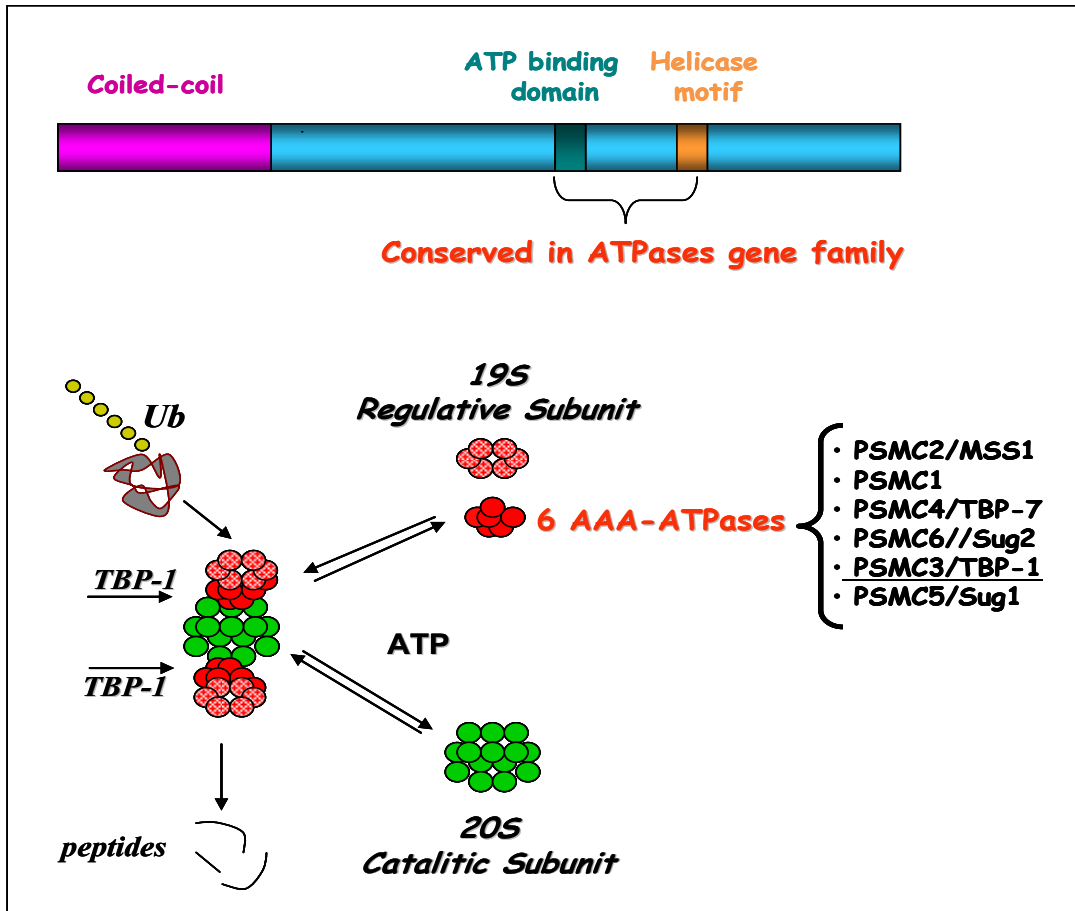 Coiled-coil
ATP binding
domain
Helicase
motif
Conserved in ATPases gene family
19S
Regulative Subunit
Ub
6 AAA-ATPases
• PSMC2/MSS1
• PSMC1
• PSMC4/TBP-7
• PSMC6//Sug2
• PSMC3/TBP-1
• PSMC5/Sug1
TBP-1
ATP
TBP-1
peptides
20S
Catalitic Subunit